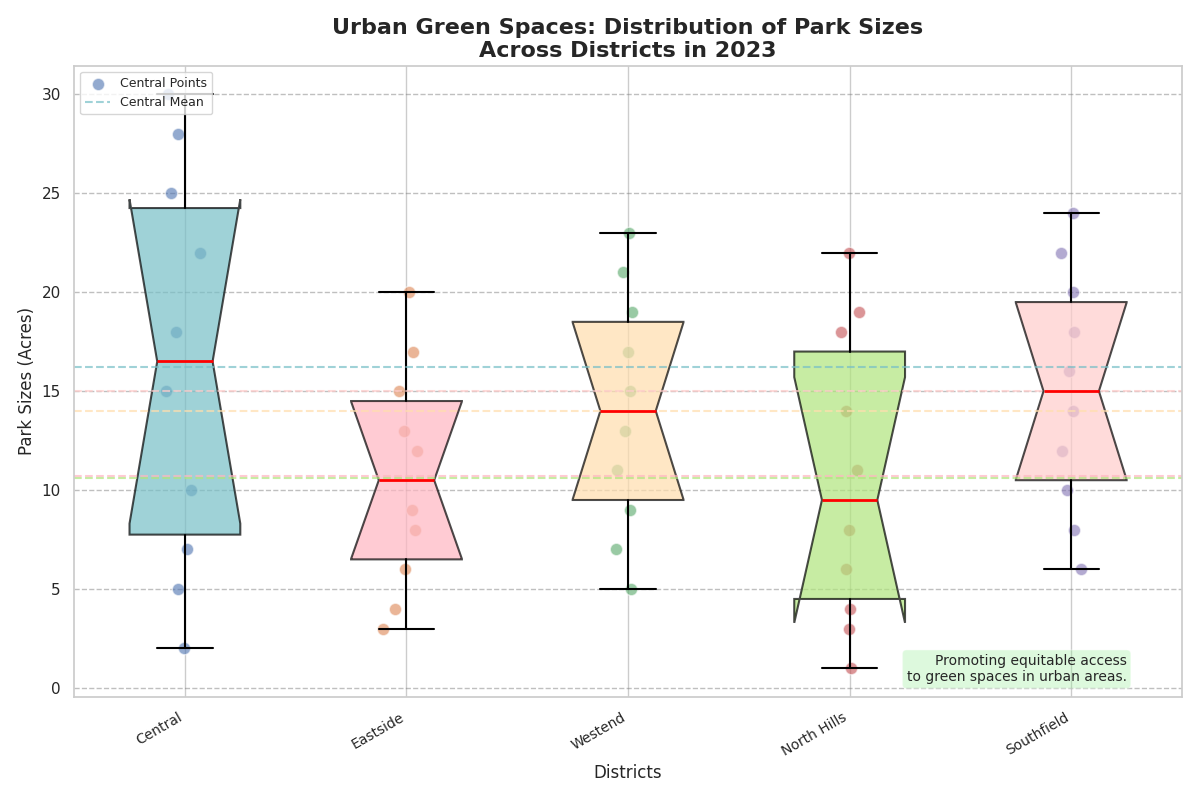 Urban Green Spaces: Distribution of Park Sizes
Across Districts in 2023
Central Points
Central Mean
Park Sizes (Acres)
30
25
20
15
10
5
0
Promoting equitable access
to green spaces in urban areas.
Central
Eastside
Westend
North Hills
Southfield
Districts